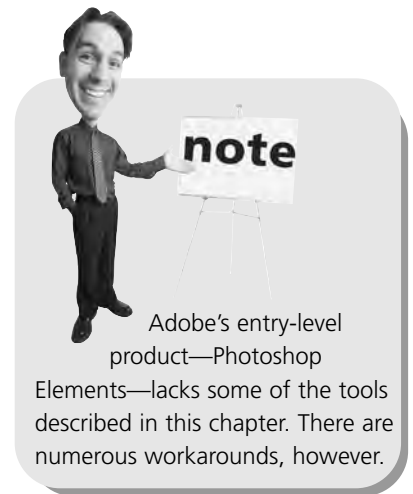 note
Adobe's entry-level
product—Photoshop
Elements—lacks some of the tools
described in this chapter. There are
numerous workarounds, however.